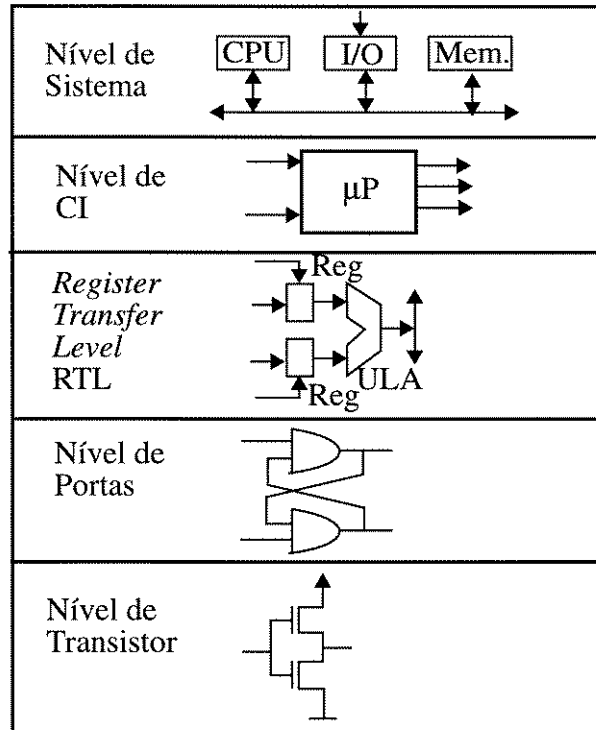 Nível de
Sistema
CPU
I/O
Mem.
Nível de
CI
μP
Register
Transfer
Level
RTL
Reg
Reg
ULA
Nível de
Portas
Nível de
Transistor